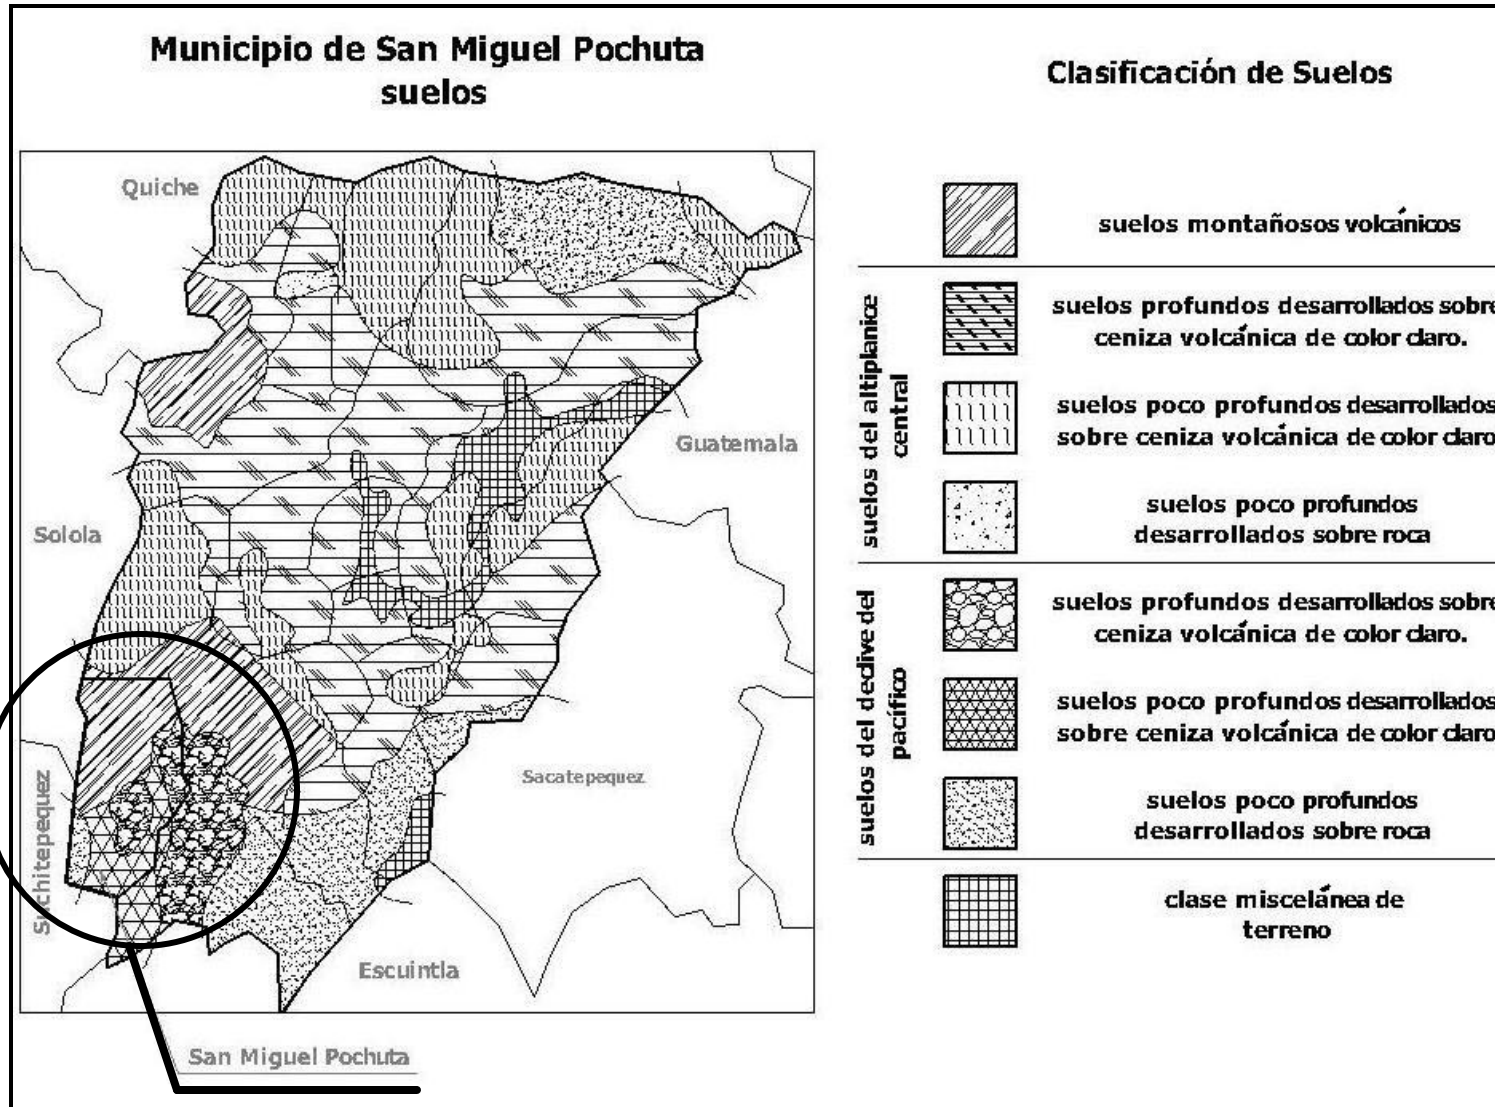 Municipio de San Miguel Pochuta
suelos
Quiche
Solola
Guatemala
Suchitepequez
Sacatepequez
Escuintla
San Miguel Pochuta
Clasificación de Suelos
suelos montañosos volcánicos
suelos del altiplanice
central
suelos profundos desarrollados sobre
ceniza volcánica de color claro.
suelos poco profundos desarrollados
sobre ceniza volcánica de color claro
suelos poco profundos
desarrollados sobre roca
suelos del declive del
pacífico
suelos profundos desarrollados sobre
ceniza volcánica de color claro.
suelos poco profundos desarrollados
sobre ceniza volcánica de color claro
suelos poco profundos
desarrollados sobre roca
clase miscelánea de
terreno